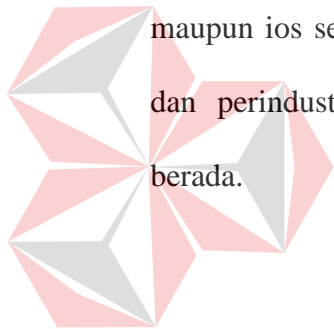 maupun ios se
dan perindust
berada.